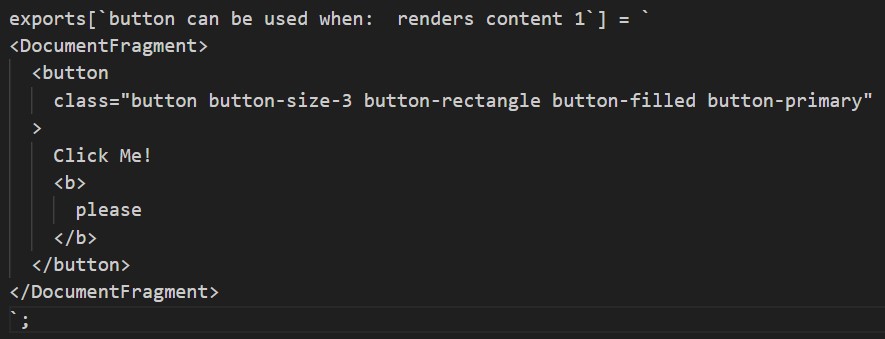 exports[`button can be used when:  renders content 1`] = `
<DocumentFragment>
  <button
    class="button button-size-3 button-rectangle button-filled button-primary"
  >
    Click Me!
    <b>
      please
    </b>
  </button>
</DocumentFragment>
`;